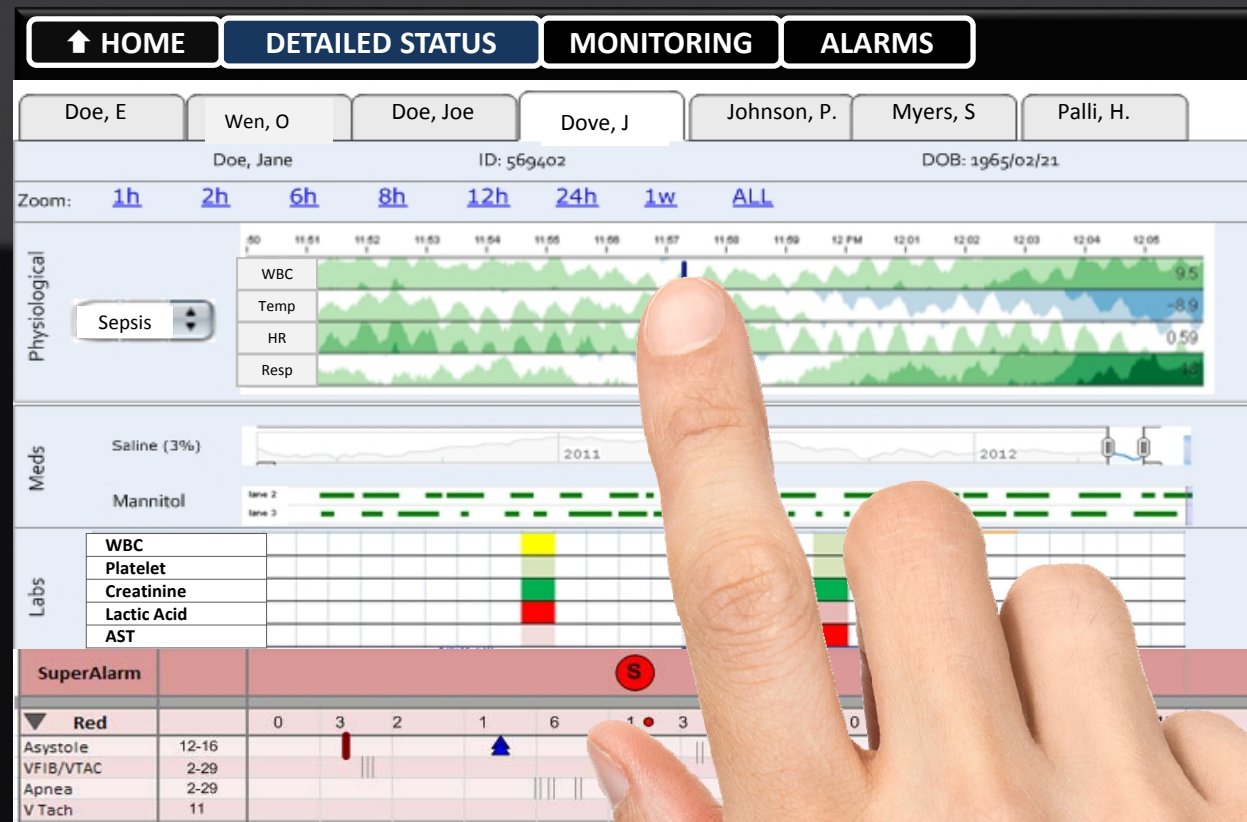 HOME DETAILED STATUS MONITORING ALARMS
Doe, E Wen, O Doe, Joe Dove, J Johnson, P. Myers, S Palli, H.
Doe, Jane ID: 569402 DOB: 1965/02/21
Zoom: 1h 2h 6h 8h 12h 24h 1w ALL
:50 11:51 11:52 11:53 11:54 11:55 11:56 11:57 11:58 11:59 12 PM 12:01 12:02 12:03 12:04 12:05
Physiological
Sepsis
WBC 9.5
Temp -8.9
HR 0.59
Resp
Meds
Saline (3%) 2011 2012
Mannitol
lane 2
lane 3
Labs
WBC
Platelet
Creatinine
Lactic Acid
AST
SuperAlarm S
Red 0 3 2 1 6 1 3 0
Asystole 12-16
VFIB/VTAC 2-29
Apnea 2-29
V Tach 11